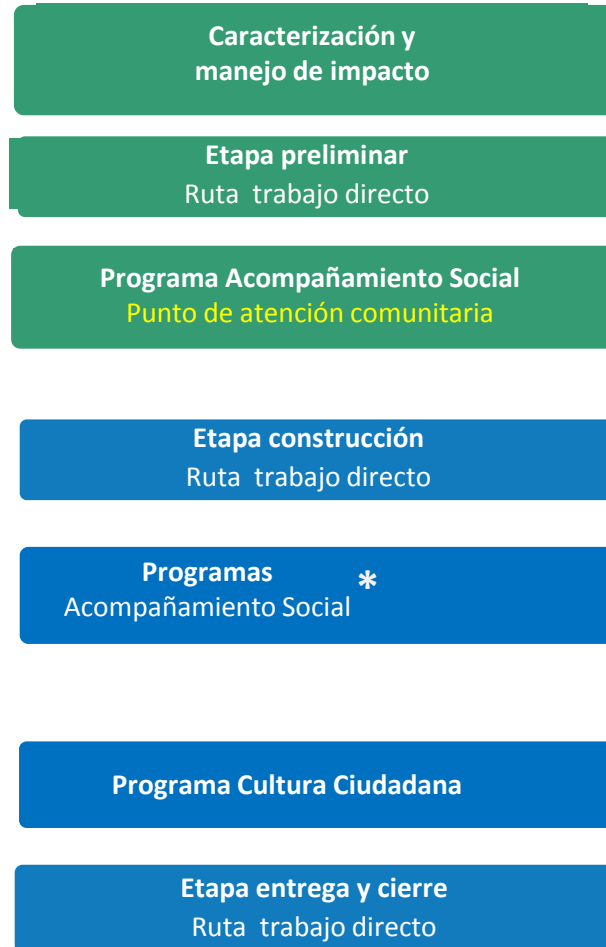 Caracterización y
manejo de impacto
Etapa preliminar
Ruta trabajo directo
Programa Acompañamiento Social
Punto de atención comunitaria
Etapa construcción
Ruta trabajo directo
Programas *
Acompañamiento Social
Programa Cultura Ciudadana
Etapa entrega y cierre
Ruta trabajo directo